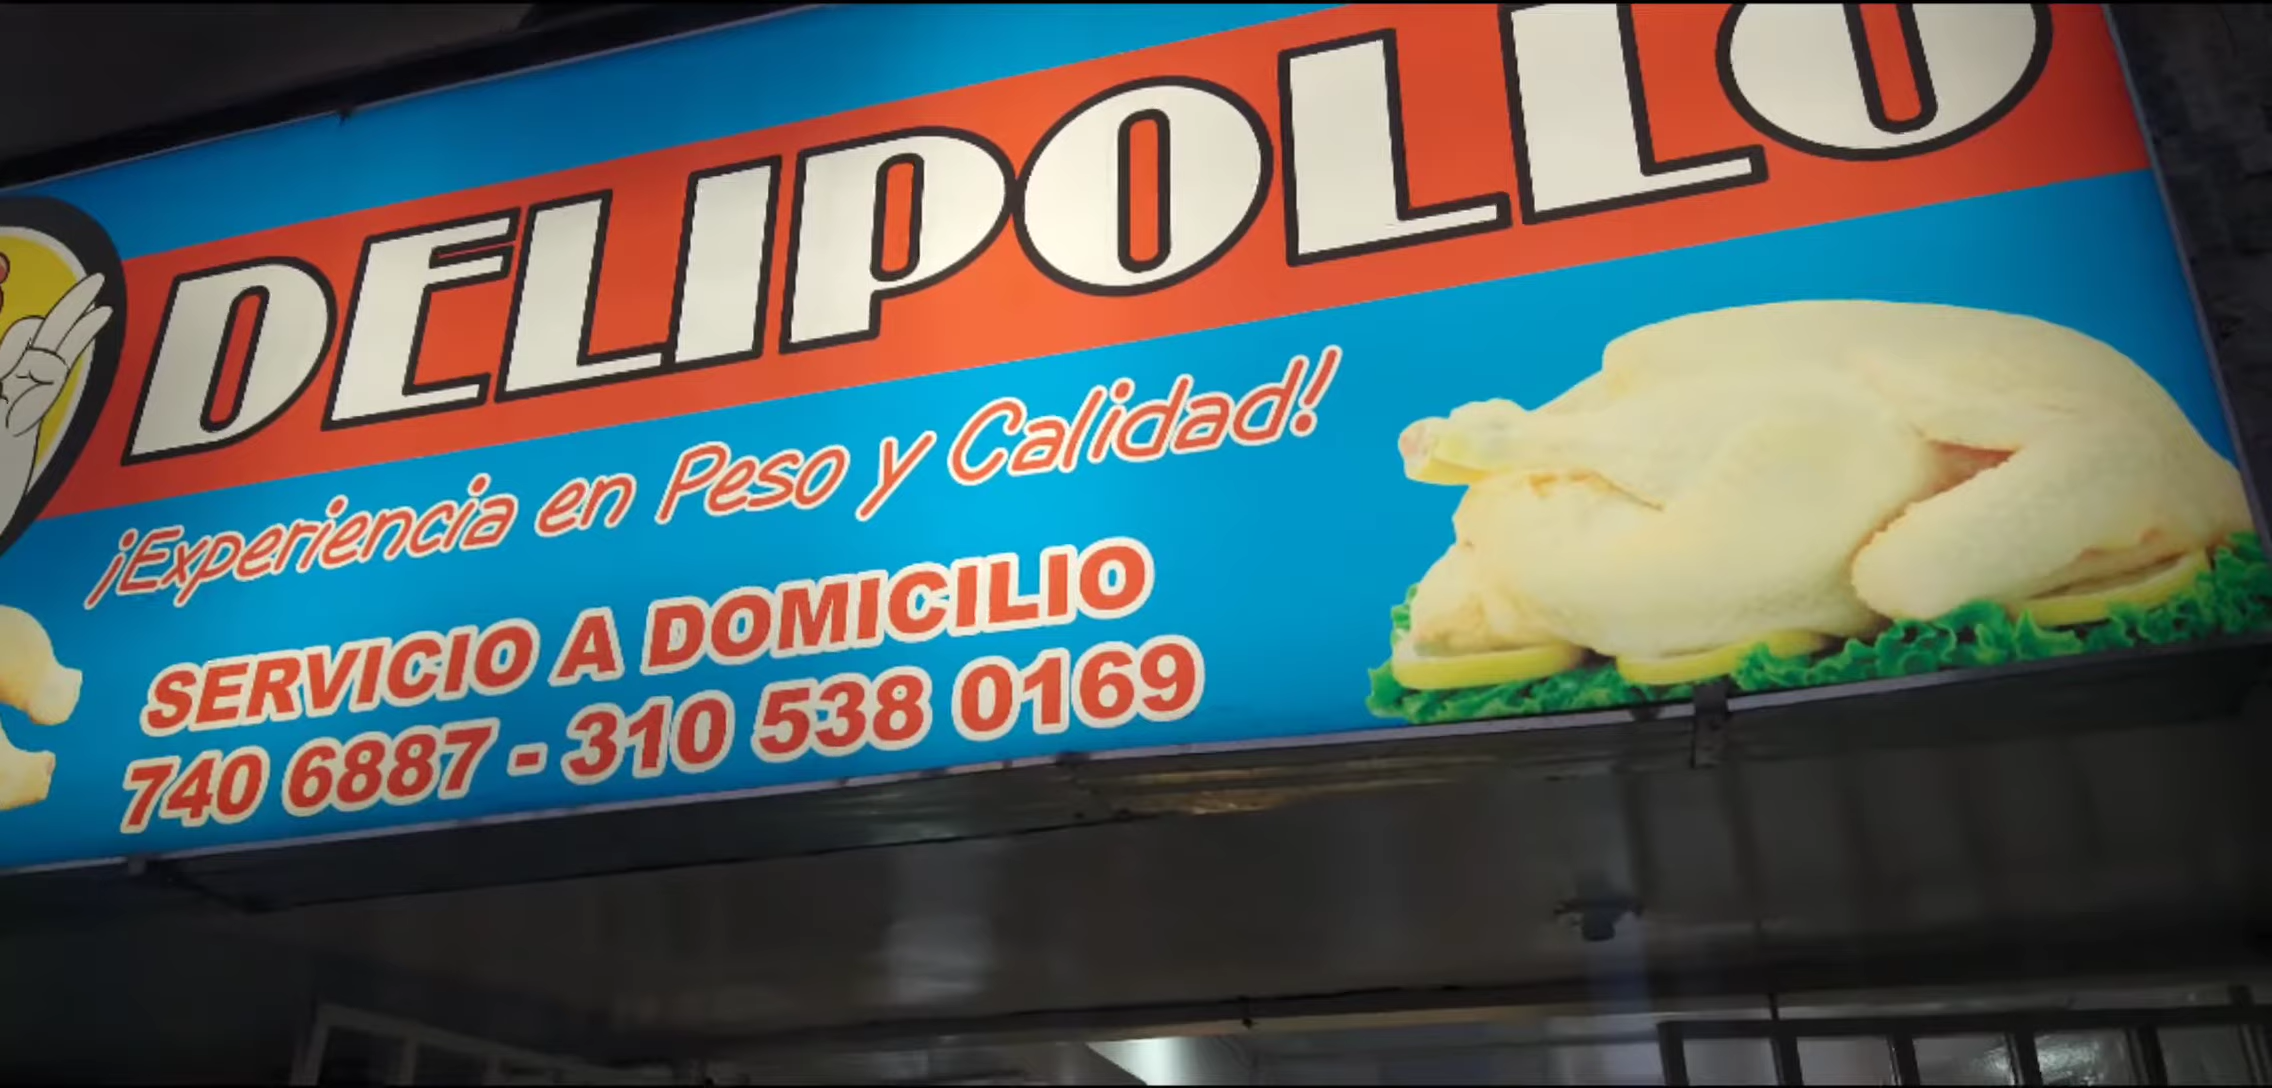 DELIPOLLO
¡Experiencia en Peso y Calidad!
SERVICIO A DOMICILIO
740 6887 - 310 538 0169